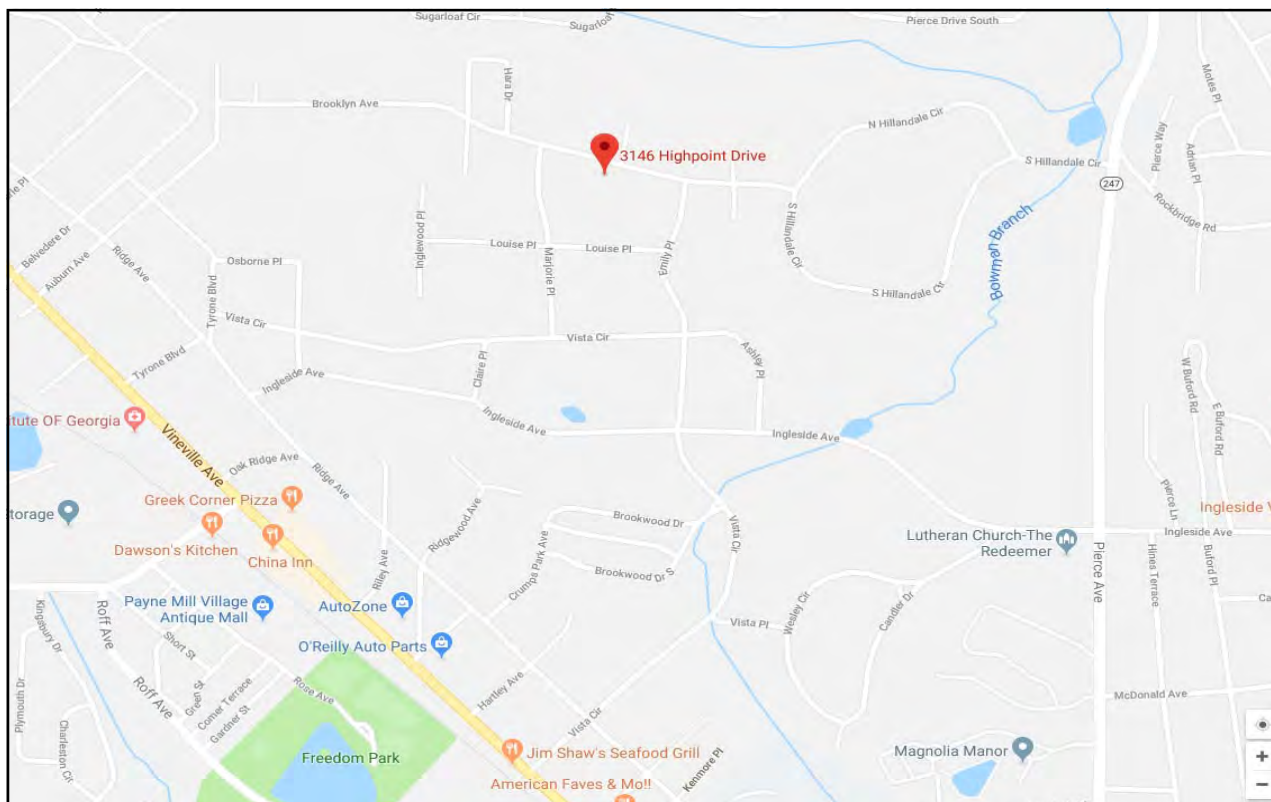 Sugarloaf Cir
Sugarloaf
Pierce Drive South
Hara Dr
Brooklyn Ave
N Hillandale Cir
Motes Pl
Pierce Way
Adrian Pl
3146 Highpoint Drive
S Hillandale Cir
247
Rockbridge Rd
Inglewood Pl
Louise Pl
Louise Pl
Marjorie Pl
Emily Pl
S Hillandale Cir
S Hillandale Cir
Bowman Branch
Belvedere Dr
Auburn Ave
Ridge Ave
Osborne Pl
Tyrone Blvd
Vista Cir
Vista Cir
Tyrone Blvd
Ingleside Ave
Claire Pl
Ashley Pl
W Buford Rd
E Buford Rd
itute OF Georgia
Vineville Ave
Ingleside Ave
Ingleside Ave
Oak Ridge Ave
Ridge Ave
Greek Corner Pizza
torage
Dawson's Kitchen
China Inn
Ridgewood Ave
Brookwood Dr
Vista Cir
Pierce Ln
Ingleside V
Lutheran Church-The
Redeemer
Ingleside Ave
Pierce Ave
Hines Terrace
Buford Pl
Riley Ave
Crumps Park Ave
Brookwood Dr S
Payne Mill Village
Antique Mall
AutoZone
O'Reilly Auto Parts
Vista Pl
Wesley Cir
Candler Dr
Ca
Kingsbury Dr
Roff Ave
Short St
Green St
Corner Terrace
Gardner St
Roff Ave
Rose Ave
Hartley Ave
Plymouth Dr
Charleston Cir
McDonald Ave
Vista Cir
Freedom Park
Jim Shaw's Seafood Grill
Kenmore Pl
Magnolia Manor
American Faves & Mo!!
+
−